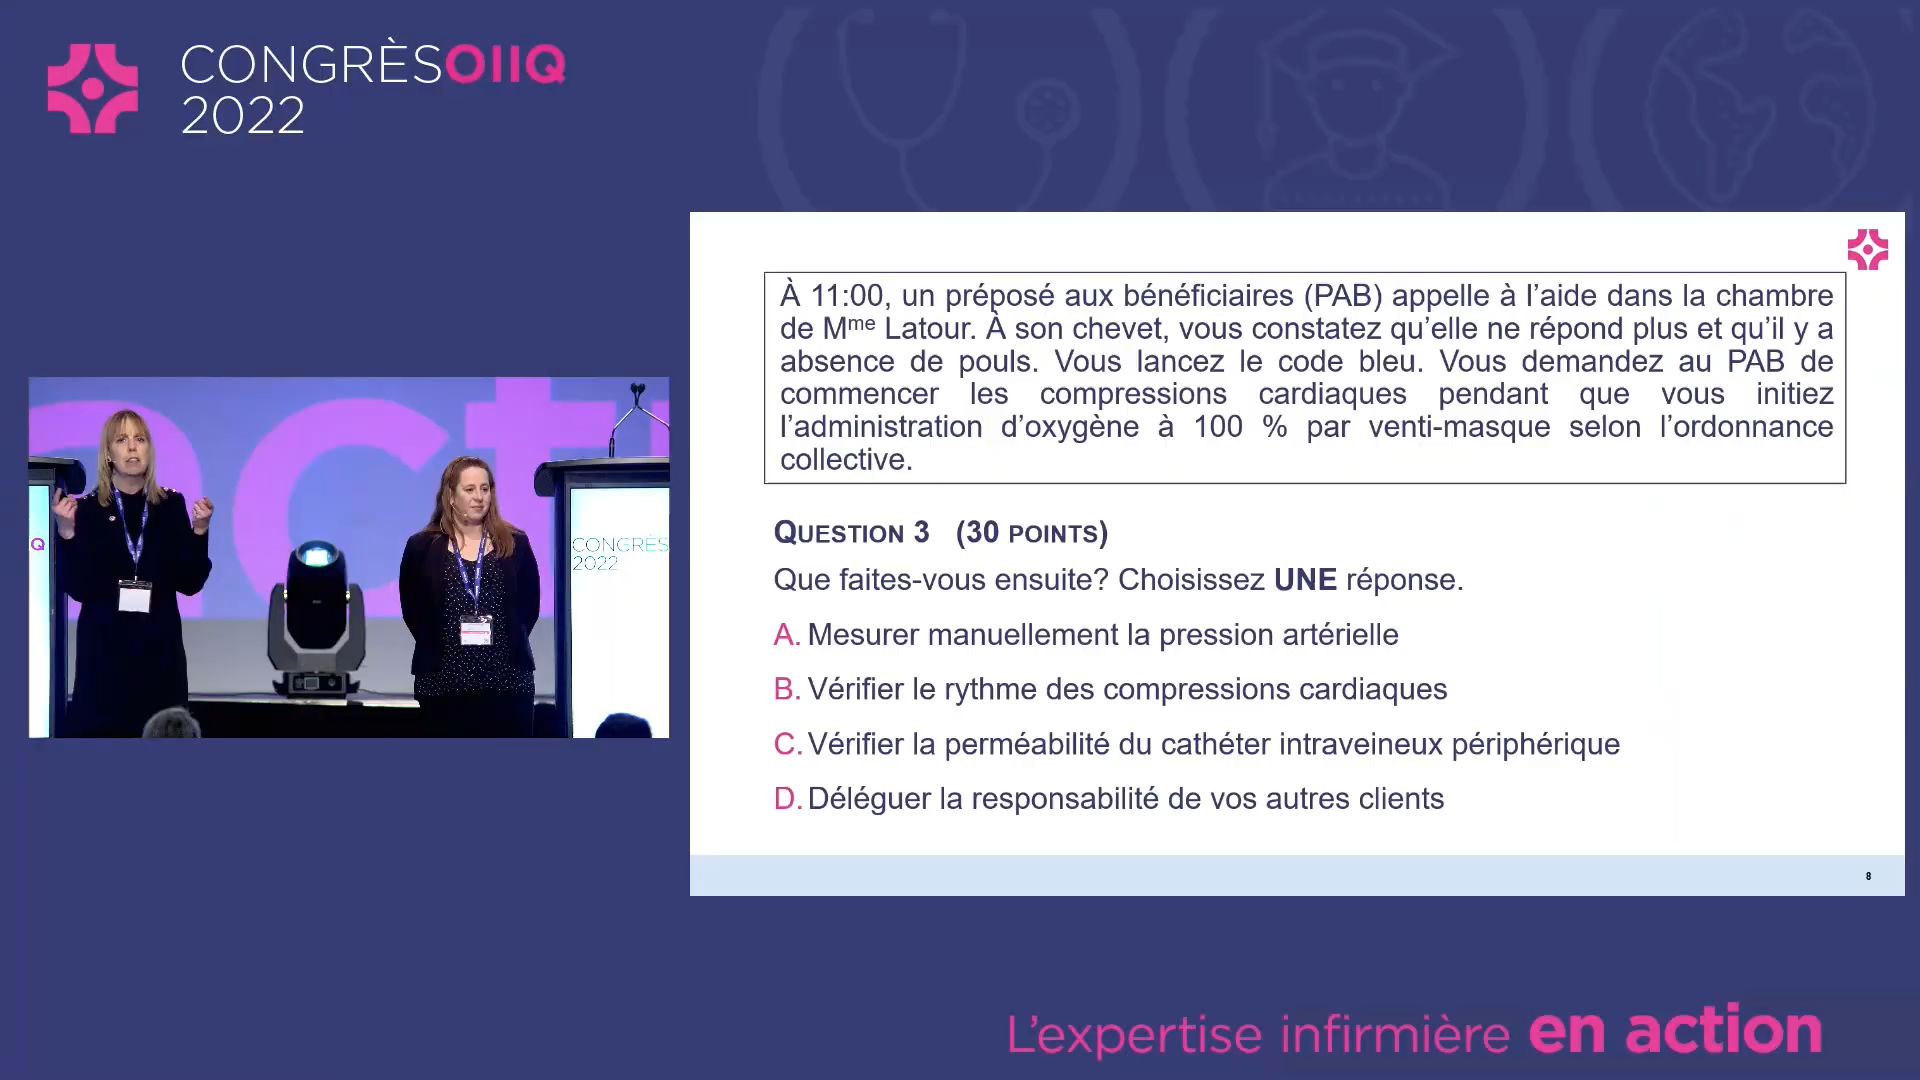 CONGRÈSOIIQ
2022
À 11:00, un préposé aux bénéficiaires (PAB) appelle à l’aide dans la chambre
de Mme Latour. À son chevet, vous constatez qu’elle ne répond plus et qu’il y a
absence de pouls. Vous lancez le code bleu. Vous demandez au PAB de
commencer les compressions cardiaques pendant que vous initiez
l’administration d’oxygène à 100 % par venti-masque selon l’ordonnance
collective.
QUESTION 3 (30 POINTS)
Que faites-vous ensuite? Choisissez UNE réponse.
A. Mesurer manuellement la pression artérielle
B. Vérifier le rythme des compressions cardiaques
C. Vérifier la perméabilité du cathéter intraveineux périphérique
D. Déléguer la responsabilité de vos autres clients
8
acti
Q
CONGRÈS
2022
L’expertise infirmière en action